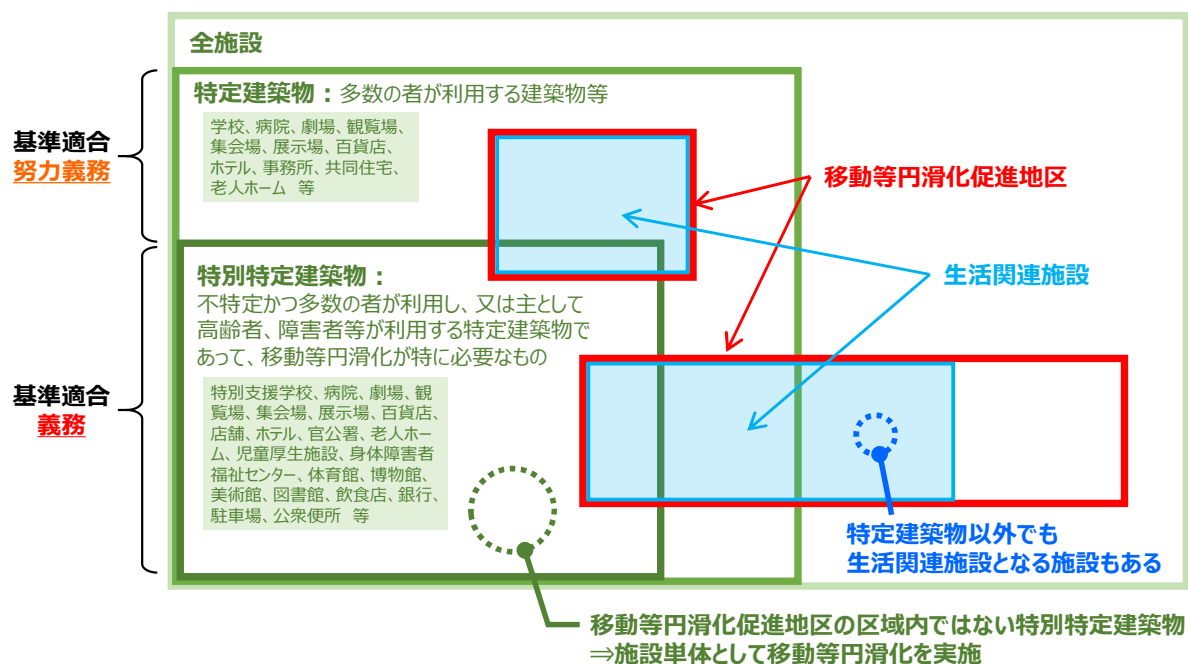 全施設
特定建築物：多数の者が利用する建築物等
学校、病院、劇場、観覧場、
集会場、展示場、百貨店、
ホテル、事務所、共同住宅、
老人ホーム 等
基準適合
努力義務
移動等円滑化促進地区
生活関連施設
特別特定建築物：
不特定かつ多数の者が利用し、又は主として
高齢者、障害者等が利用する特定建築物で
あって、移動等円滑化が特に必要なもの
基準適合
義務
特別支援学校、病院、劇場、観
覧場、集会場、展示場、百貨店、
店舗、ホテル、官公署、老人ホー
ム、児童厚生施設、身体障害者
福祉センター、体育館、博物館、
美術館、図書館、飲食店、銀行、
駐車場、公衆便所 等
特定建築物以外でも
生活関連施設となる施設もある
移動等円滑化促進地区の区域内ではない特別特定建築物
⇒施設単体として移動等円滑化を実施